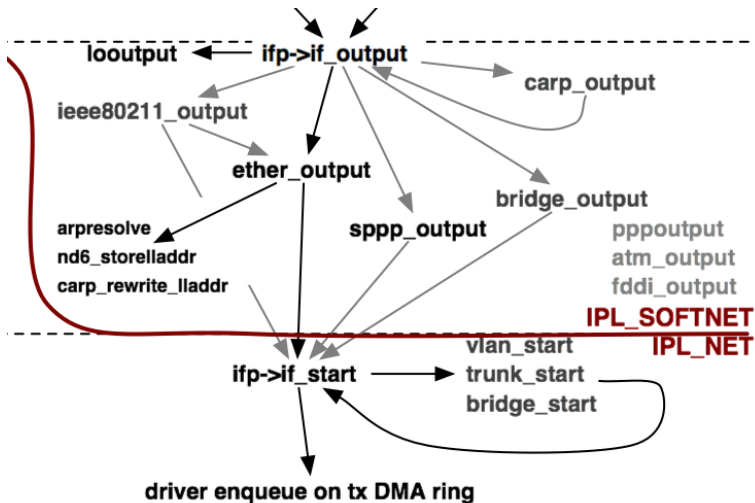 looutput
ifp->if_output
carp_output
ieee80211_output
ether_output
bridge_output
arpresolve
sppp_output
pppoutput
nd6_storelladdr
atm_output
carp_rewrite_lladdr
fddi_output
IPL_SOFTNET
IPL_NET
vlan_start
ifp->if_start
trunk_start
bridge_start
driver enqueue on tx DMA ring